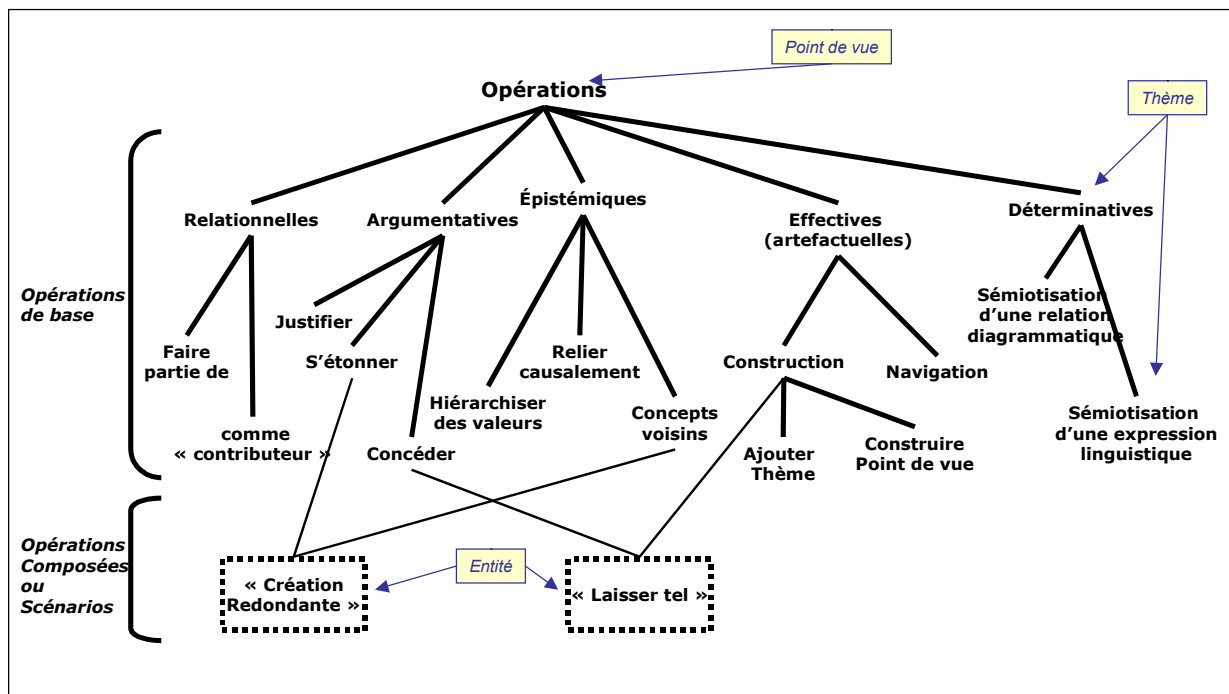 Point de vue
Opérations
Thème
Épistémiques
Relationnelles
Argumentatives
Effectives
(artefactuelles)
Déterminatives
Opérations
de base
Justifier
Sémiotisation
d’une relation
diagrammatique
Faire
partie de
S’étonner
Relier
causalement
Construction
Navigation
Hiérarchiser
des valeurs
Concepts
voisins
comme
« contributeur »
Concéder
Ajouter
Thème
Construire
Point de vue
Sémiotisation
d’une expression
linguistique
Opérations
Composées
ou
Scénarios
« Création
Redondante »
Entité
« Laisser tel »